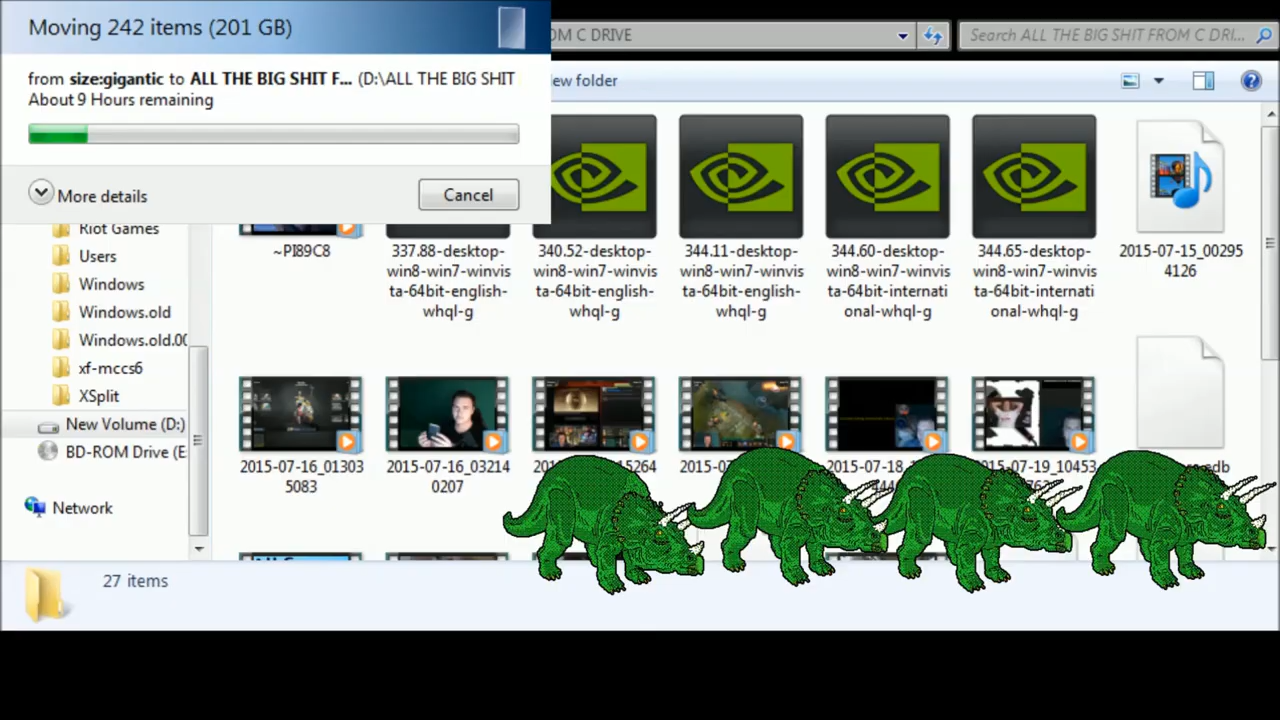 Moving 242 items (201 GB)
from size:gigantic to ALL THE BIG SHIT F... (D:\ALL THE BIG SHIT
About 9 Hours remaining
More details
Cancel
OM C DRIVE
Search ALL THE BIG SHIT FROM C DRI...
ew folder
Riot Games
Users
Windows
Windows.old
Windows.old.00
xf-mccs6
XSplit
New Volume (D:)
BD-ROM Drive (E
Network
~PI89C8
337.88-desktop-
win8-win7-winvis
ta-64bit-english-
whql-g
340.52-desktop-
win8-win7-winvis
ta-64bit-english-
whql-g
344.11-desktop-
win8-win7-winvis
ta-64bit-english-
whql-g
344.60-desktop-
win8-win7-winvis
ta-64bit-internati
onal-whql-g
344.65-desktop-
win8-win7-winvis
ta-64bit-internat
ional-whql-g
2015-07-15_00295
4126
2015-07-16_01303
5083
2015-07-16_03214
0207
2015-07-19_10453
27 items